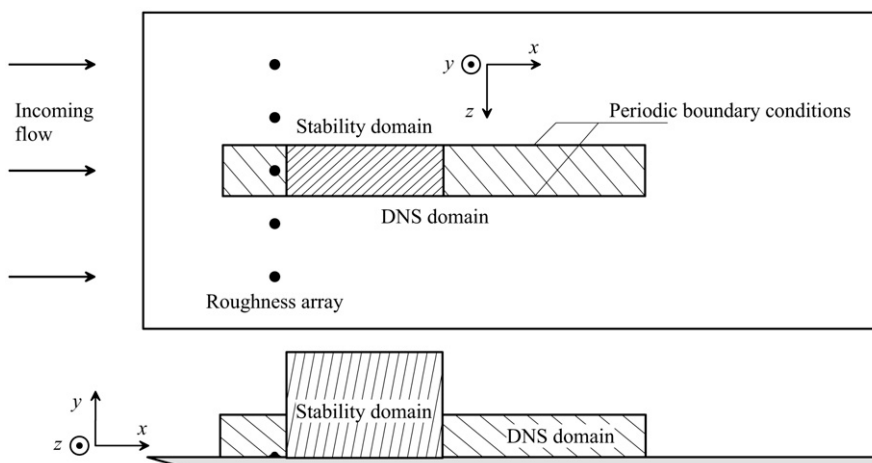 x
y
z
Incoming
flow
Stability domain
Periodic boundary conditions
DNS domain
Roughness array
y
x
z
Stability domain
DNS domain